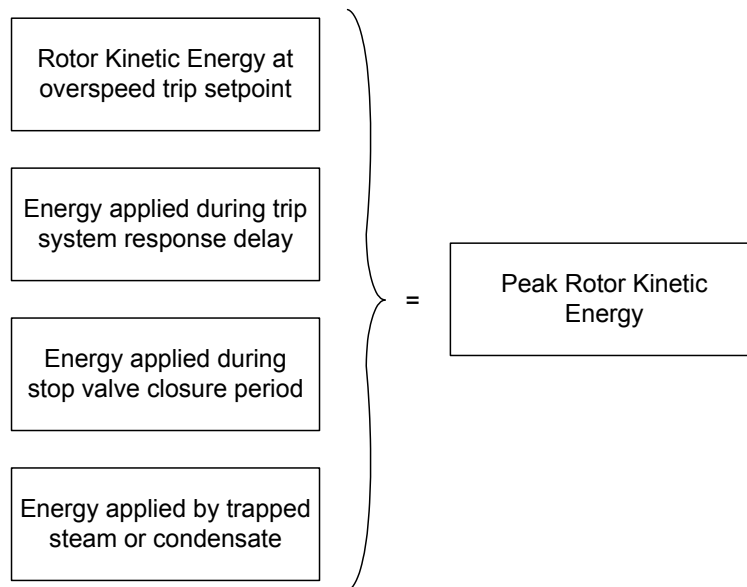 Rotor Kinetic Energy at
overspeed trip setpoint
Energy applied during trip
system response delay
Energy applied during
stop valve closure period
Energy applied by trapped
steam or condensate
=
Peak Rotor Kinetic
Energy